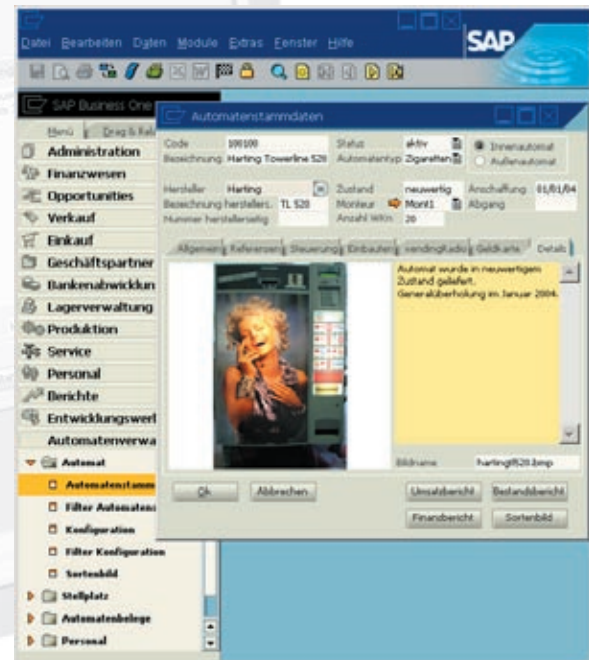 Datei Bearbeiten Daten Module Extras Fenster Hilfe
SAP
SAP Business One
Menü Drag & Rela
Administration
Finanzwesen
Opportunities
Verkauf
Einkauf
Geschäftspartner
Bankenabwicklun
Lagerverwaltung
Produktion
Service
Personal
Berichte
Entwicklungswerl
Automatenverwa
Automat
Automatenstamm
Filter Automatens
Konfiguration
Filter Konfiguration
Sortenbild
Stellplatz
Automatenbelege
Personal
Automatenstammdaten
Code 100100 Status aktiv Innenautomat
Bezeichnung Harting Towerline 520 Automatentyp Zigaretten Außenautomat
Hersteller Harting Zustand neuwertig Anschaffung 01/01/04
Bezeichnung herstellers. TL 520 Monteur Mont1 Abgang
Nummer herstellerseitig Anzahl WKn 20
Allgemein Referenzen Steuerung Einbauten vendingRadio Geldkarte Details
Automat wurde in neuwertigem
Zustand geliefert.
Generalüberholung im Januar 2004.
Bildname hartingtl520.bmp
Ok Abbrechen Umsatzbericht Bestandsbericht
Finanzbericht Sortenbild